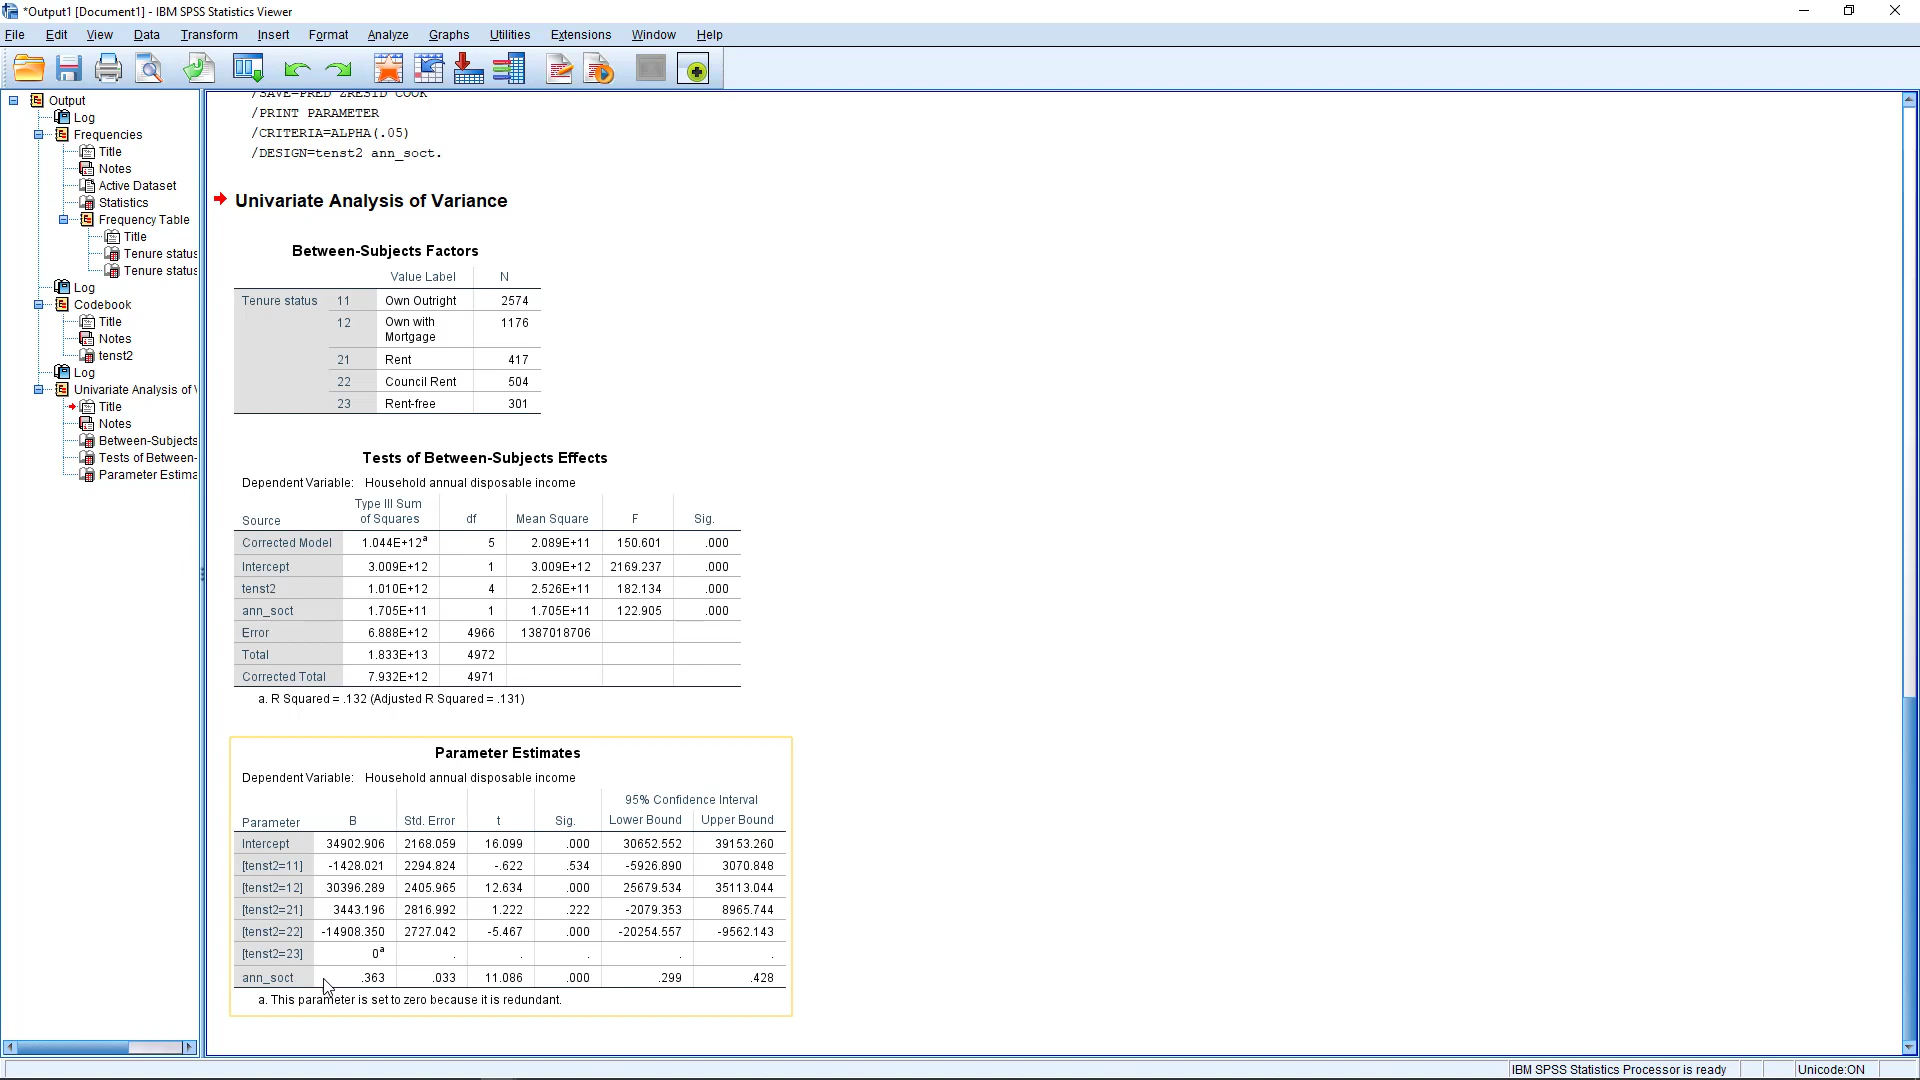 *Output1 [Document1] - IBM SPSS Statistics Viewer
File Edit View Data Transform Insert Format Analyze Graphs Utilities Extensions Window Help
Output
Log
Frequencies
Title
Notes
Active Dataset
Statistics
Frequency Table
Title
Tenure status
Tenure status
Log
Codebook
Title
Notes
tenst2
Log
Univariate Analysis of
Title
Notes
Between-Subjects
Tests of Between-
Parameter Estima
/SAVE=PRED ZRESID COOK
/PRINT PARAMETER
/CRITERIA=ALPHA(.05)
/DESIGN=tenst2 ann_soct.
Univariate Analysis of Variance
Between-Subjects Factors
Value Label N
Tenure status 11 Own Outright 2574
12 Own with Mortgage 1176
21 Rent 417
22 Council Rent 504
23 Rent-free 301
Tests of Between-Subjects Effects
Dependent Variable: Household annual disposable income
Source Type III Sum of Squares df Mean Square F Sig.
Corrected Model 1.044E+12a 5 2.089E+11 150.601 .000
Intercept 3.009E+12 1 3.009E+12 2169.237 .000
tenst2 1.010E+12 4 2.526E+11 182.134 .000
ann_soct 1.705E+11 1 1.705E+11 122.905 .000
Error 6.888E+12 4966 1387018706
Total 1.833E+13 4972
Corrected Total 7.932E+12 4971
a. R Squared = .132 (Adjusted R Squared = .131)
Parameter Estimates
Dependent Variable: Household annual disposable income
95% Confidence Interval
Parameter B Std. Error t Sig. Lower Bound Upper Bound
Intercept 34902.906 2168.059 16.099 .000 30652.552 39153.260
[tenst2=11] -1428.021 2294.824 -.622 .534 -5926.890 3070.848
[tenst2=12] 30396.289 2405.965 12.634 .000 25679.534 35113.044
[tenst2=21] 3443.196 2816.992 1.222 .222 -2079.353 8965.744
[tenst2=22] -14908.350 2727.042 -5.467 .000 -20254.557 -9562.143
[tenst2=23] 0a . . . . .
ann_soct .363 .033 11.086 .000 .299 .428
a. This parameter is set to zero because it is redundant.
IBM SPSS Statistics Processor is ready Unicode:ON